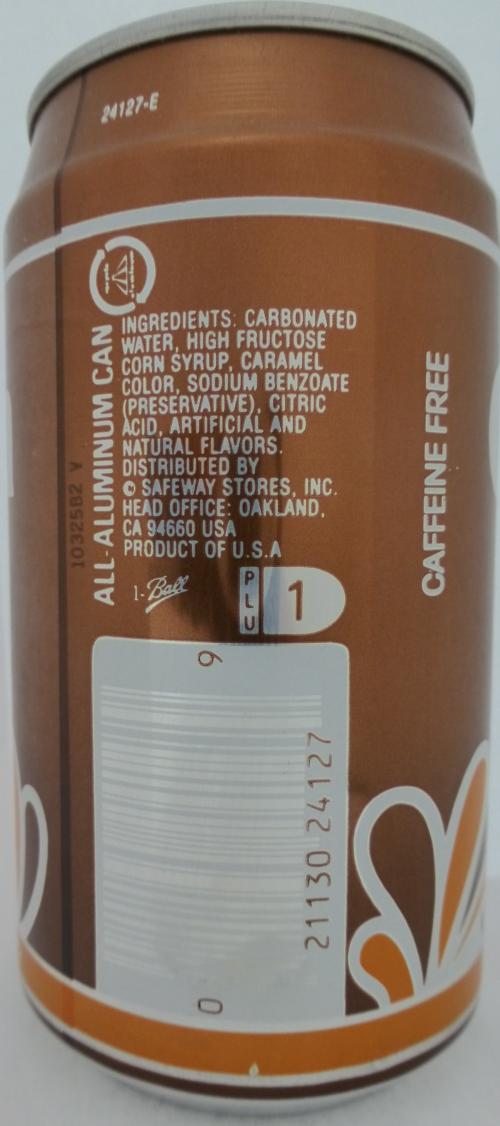 24127-E
INGREDIENTS: CARBONATED
WATER, HIGH FRUCTOSE
CORN SYRUP, CARAMEL
COLOR, SODIUM BENZOATE
(PRESERVATIVE), CITRIC
ACID, ARTIFICIAL AND
NATURAL FLAVORS.
DISTRIBUTED BY
© SAFEWAY STORES, INC.
HEAD OFFICE: OAKLAND,
CA 94660 USA
PRODUCT OF U.S.A
ALL-ALUMINUM CAN
10325B2 V
1-Ball
PLU 1
CAFFEINE FREE
0 21130 24127 9